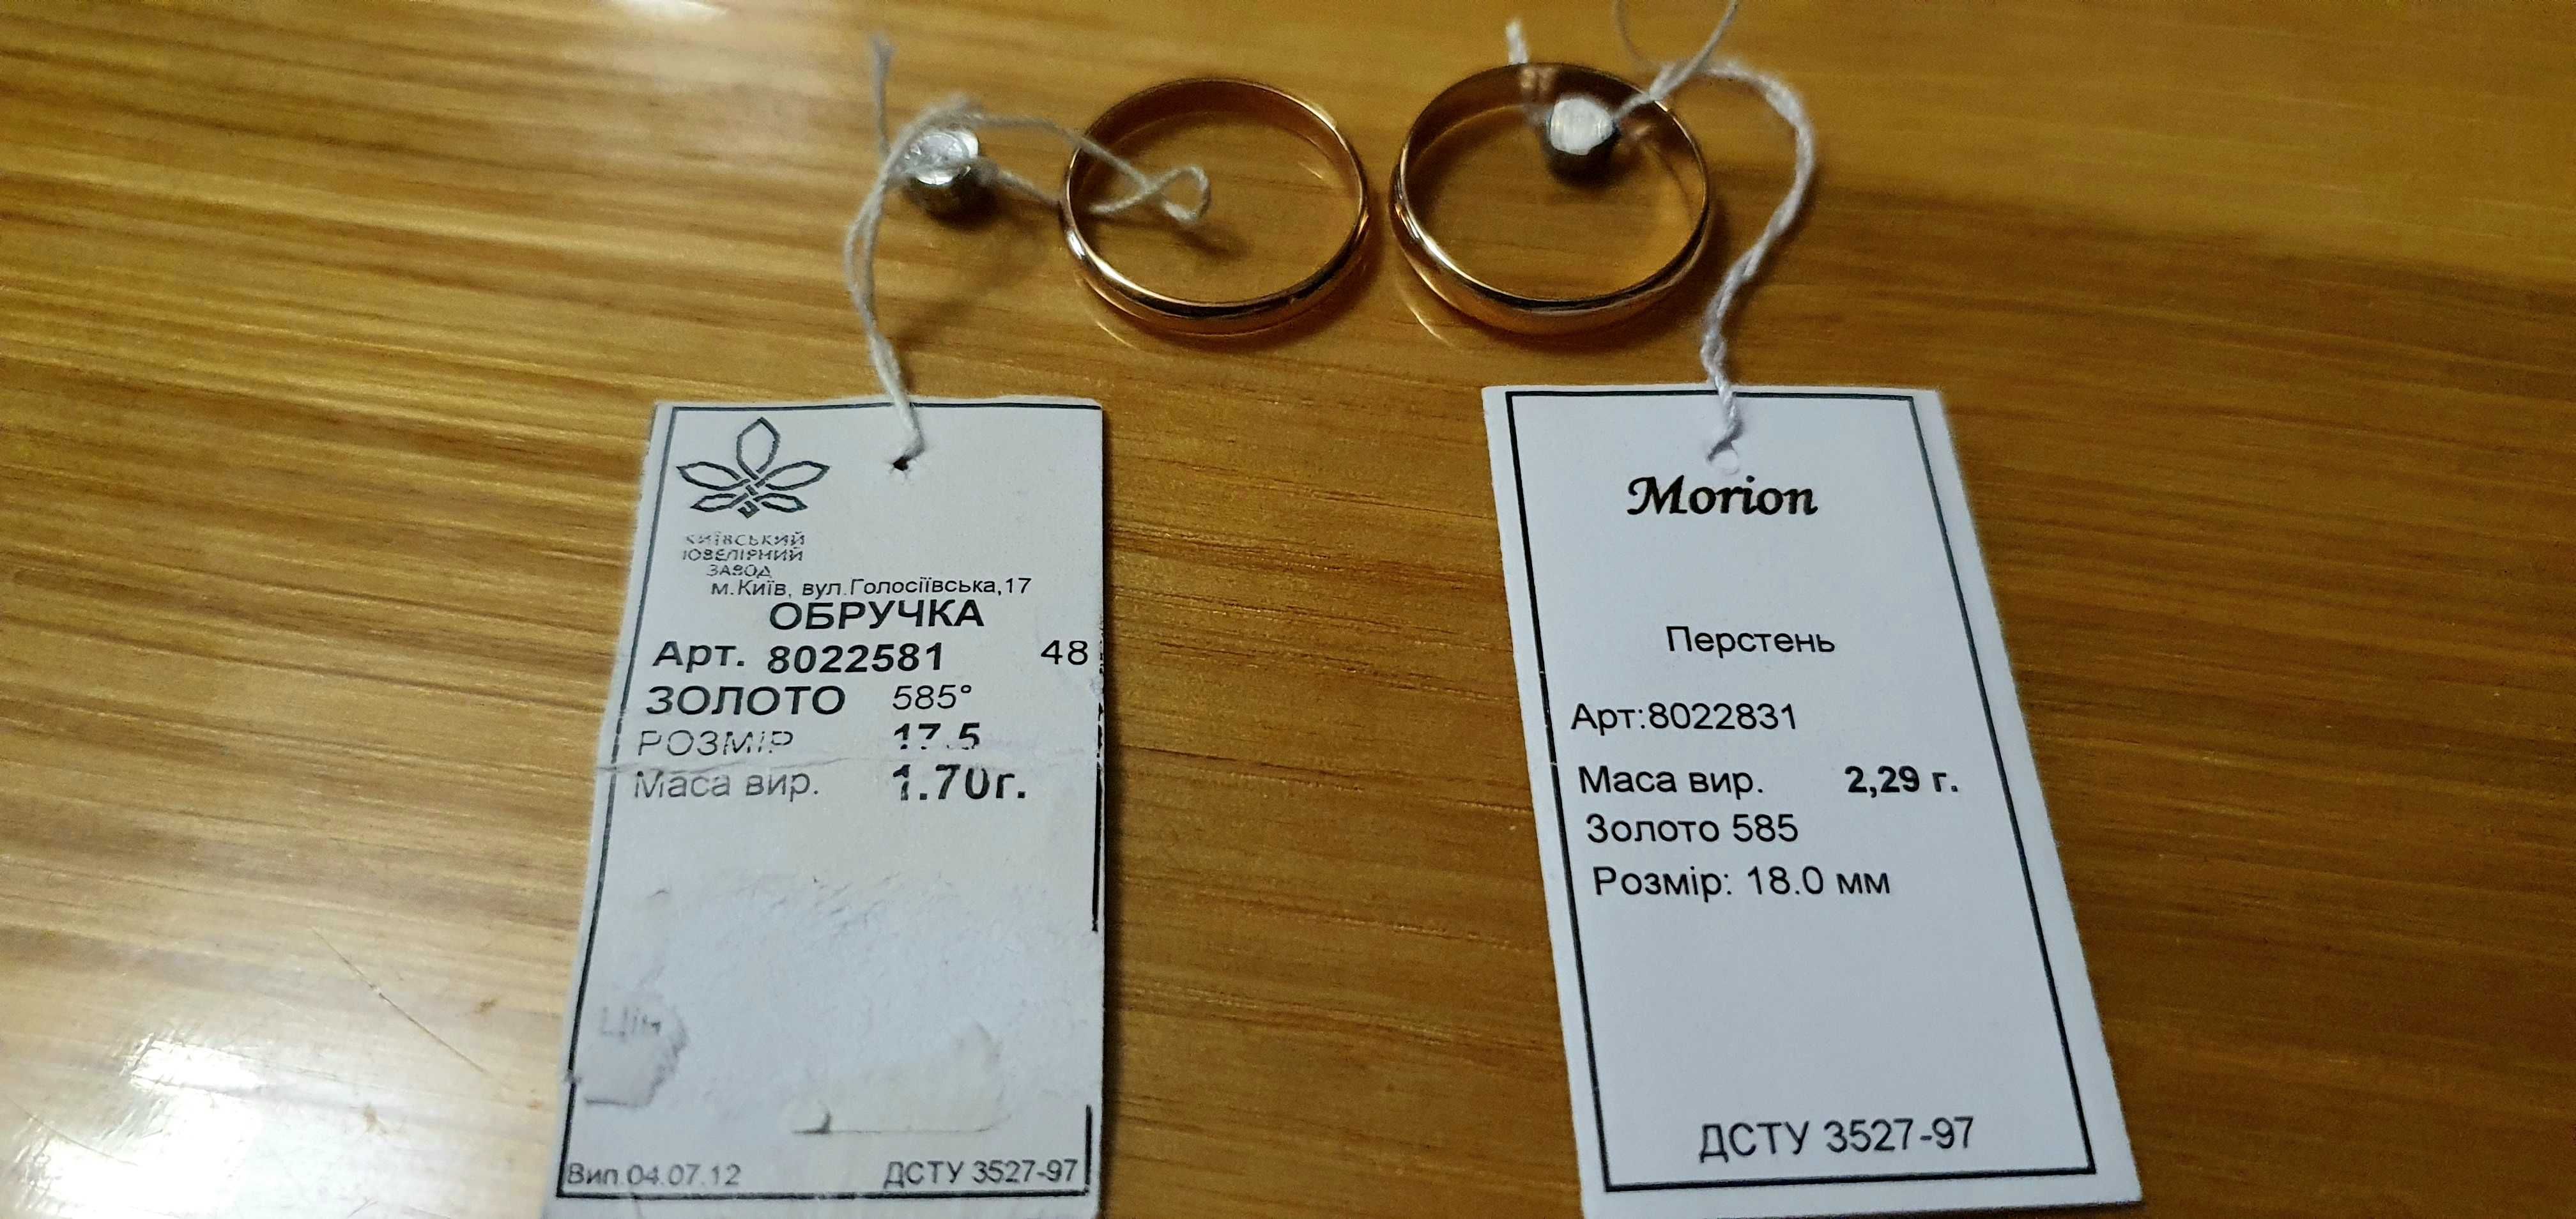 КИЇВСЬКИЙ
ЮВЕЛІРНИЙ
ЗАВОД
м.Київ, вул.Голосіївська,17
ОБРУЧКА
Арт. 8022581 48
ЗОЛОТО 585°
РОЗМІР 17.5
Маса вир. 1.70г.
Вип.04.07.12 ДСТУ 3527-97
Morion
Перстень
Арт:8022831
Маса вир. 2,29 г.
Золото 585
Розмір: 18.0 мм
ДСТУ 3527-97